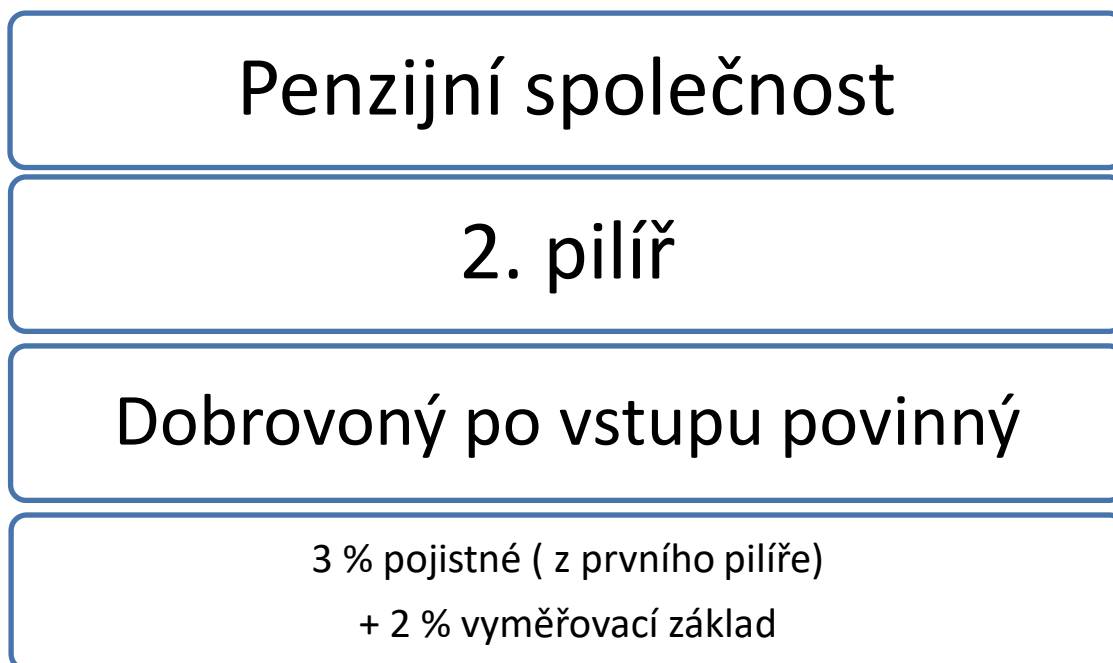 Penzijní společnost
2. pilíř
Dobrovoný po vstupu povinný
3 % pojistné ( z prvního pilíře)
+ 2 % vyměřovací základ